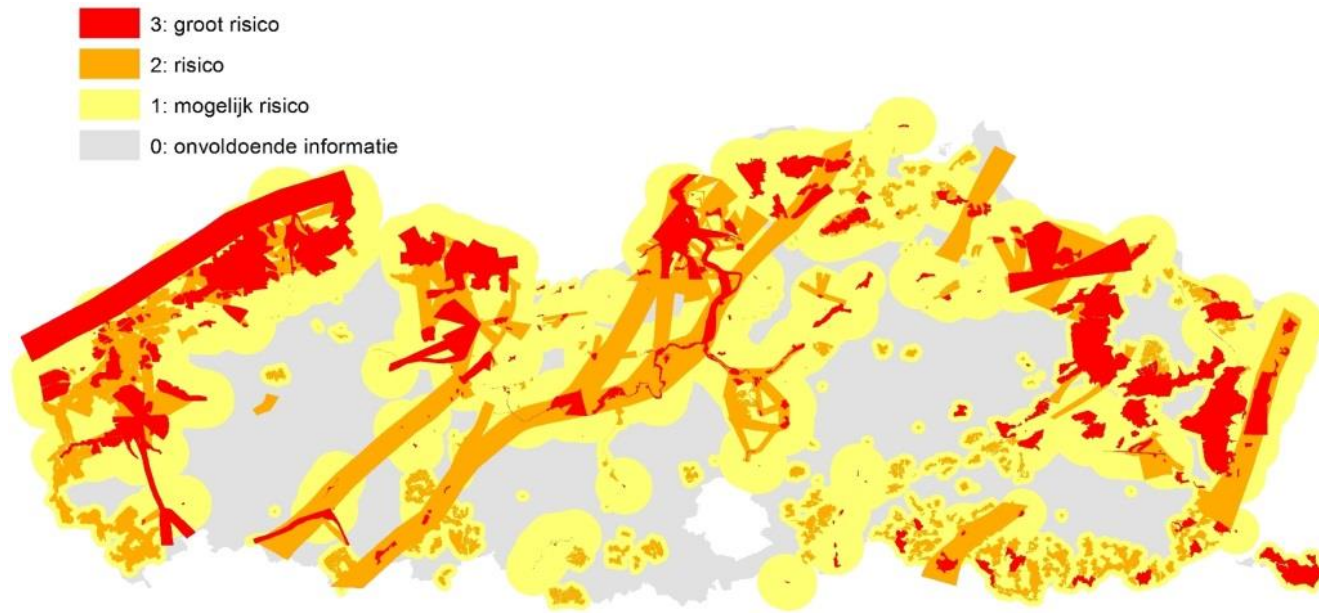 3: groot risico
2: risico
1: mogelijk risico
0: onvoldoende informatie